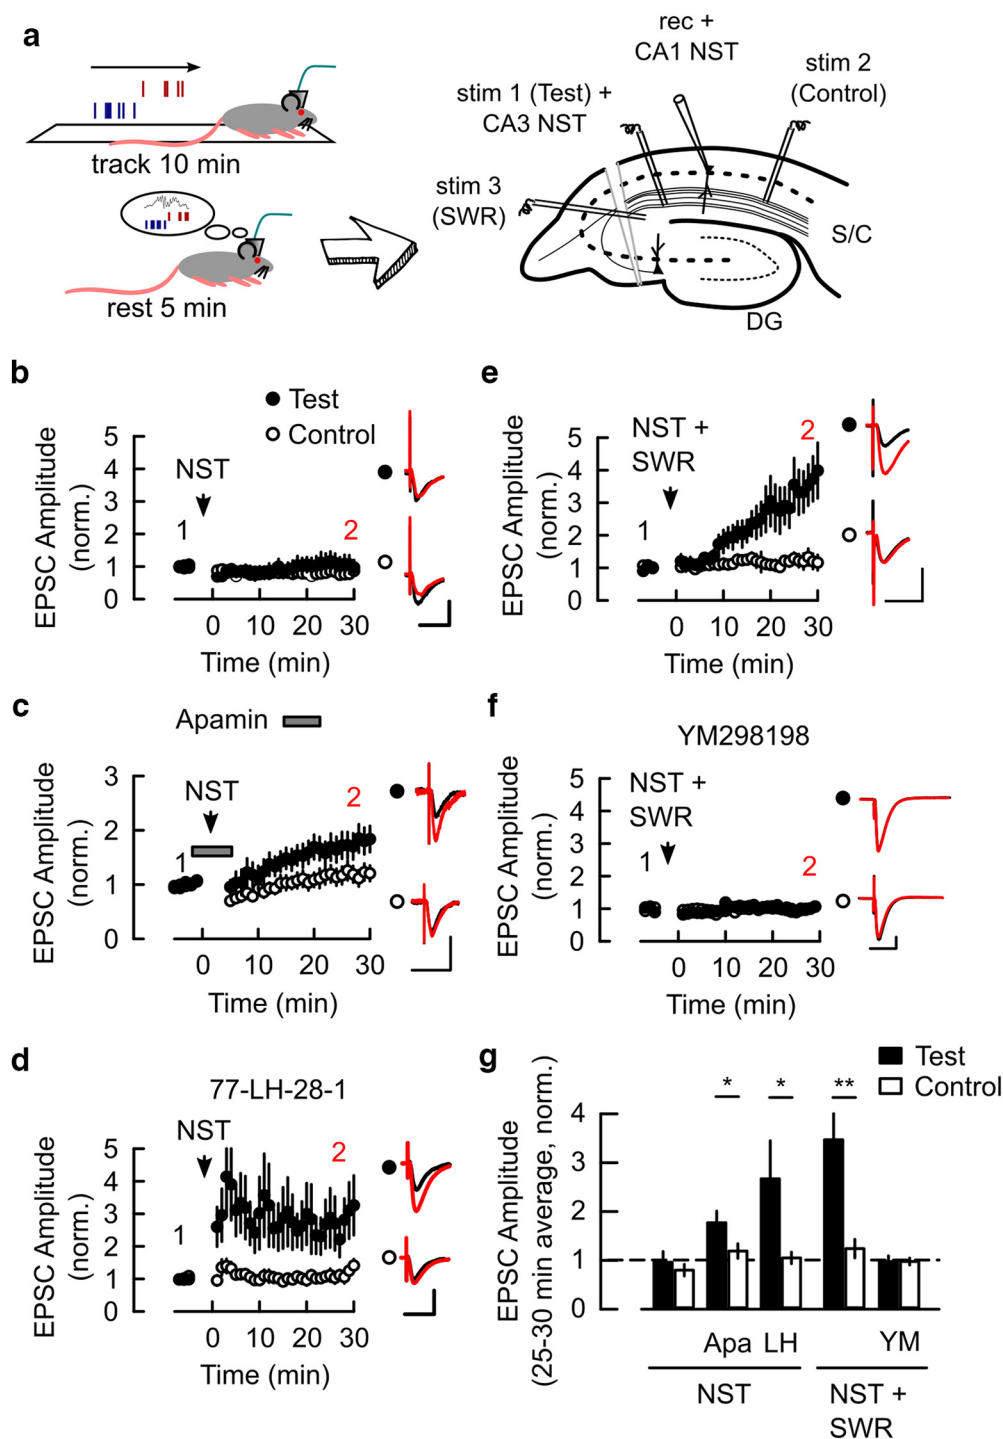 a
track 10 min
rest 5 min
rec +
CA1 NST
stim 1 (Test) +
CA3 NST
stim 2
(Control)
stim 3
(SWR)
S/C
DG
b
Test
Control
EPSC Amplitude
(norm.)
NST
1
2
5
4
3
2
1
0
0 10 20 30
Time (min)
c
Apamin
EPSC Amplitude
(norm.)
NST
1
2
3
2
1
0
0 10 20 30
Time (min)
d
77-LH-28-1
EPSC Amplitude
(norm.)
NST
1
2
5
4
3
2
1
0
0 10 20 30
Time (min)
e
EPSC Amplitude
(norm.)
NST +
SWR
1
2
5
4
3
2
1
0
0 10 20 30
Time (min)
f
YM298198
EPSC Amplitude
(norm.)
NST +
SWR
1
2
5
4
3
2
1
0
0 10 20 30
Time (min)
g
Test
Control
EPSC Amplitude
(25-30 min average, norm.)
* * **
4
3
2
1
0
Apa LH YM
NST
NST +
SWR